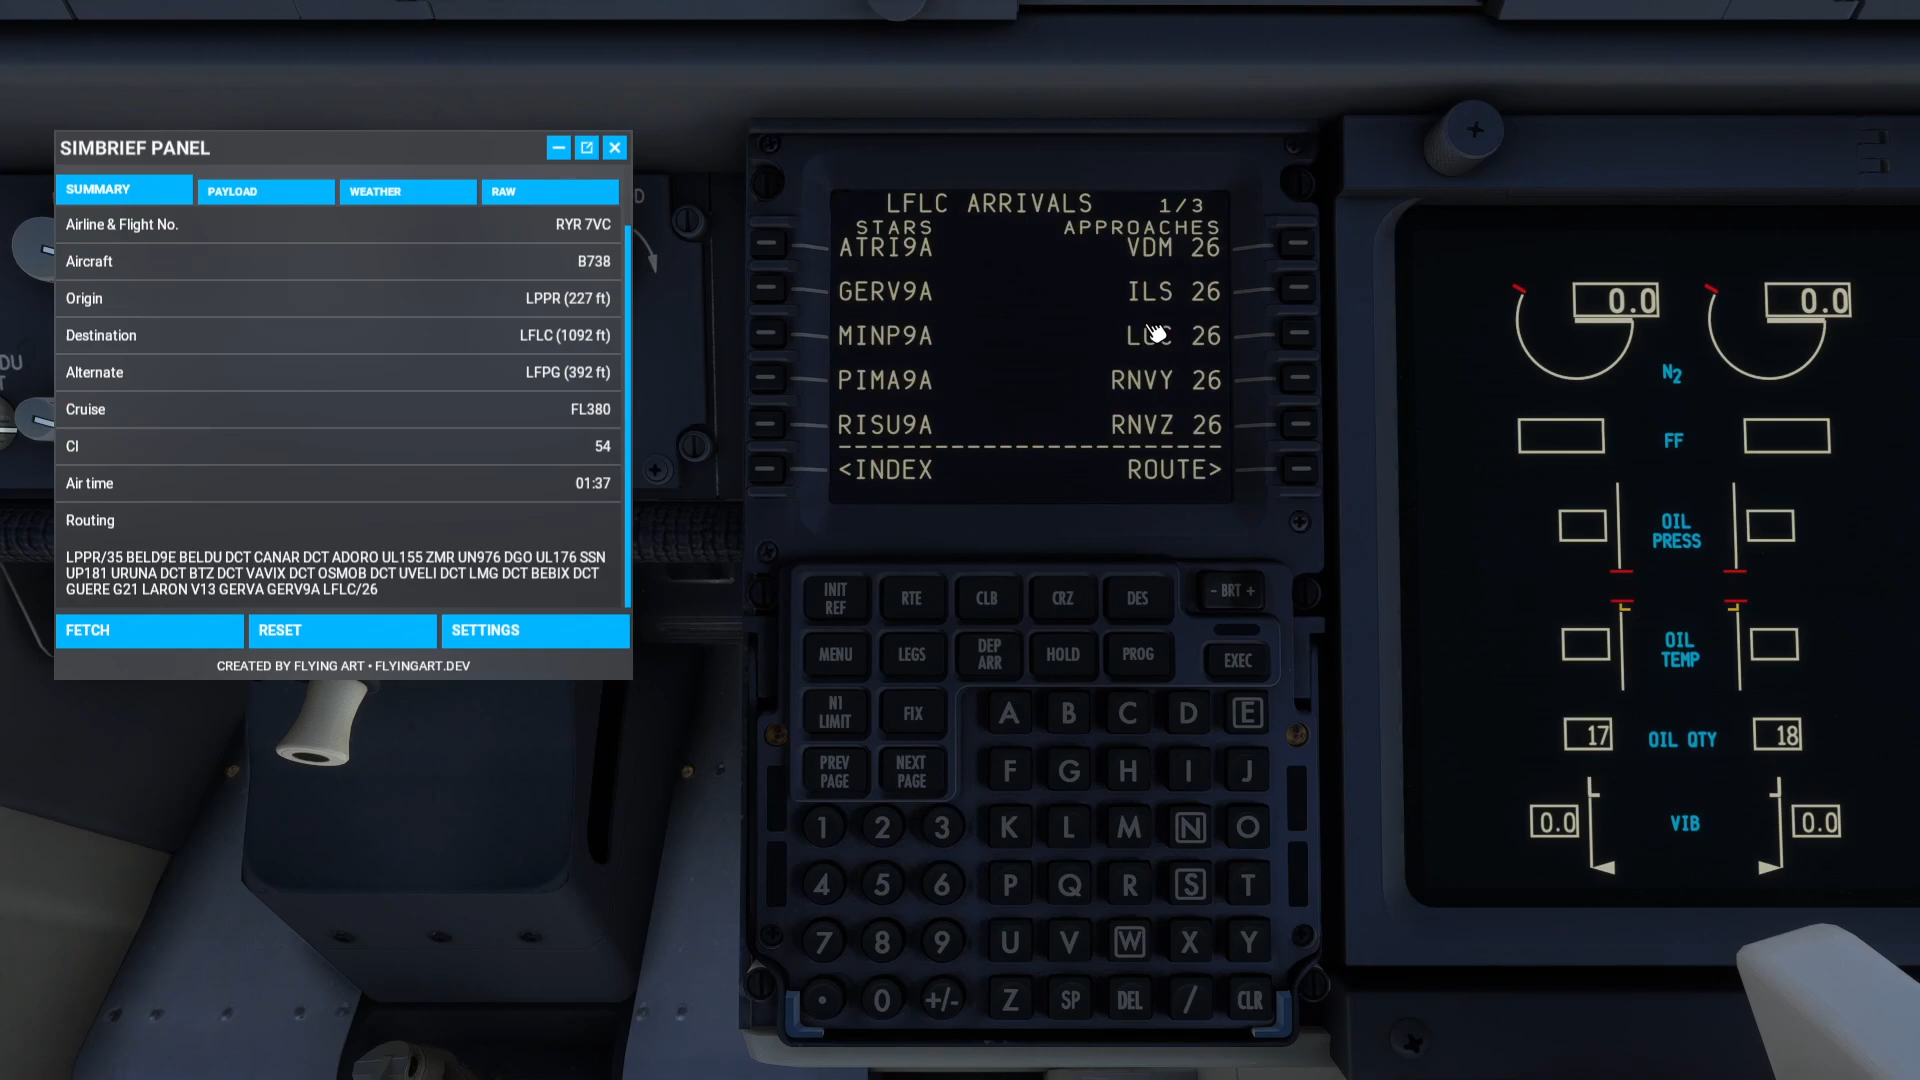 SIMBRIEF PANEL
SUMMARY PAYLOAD WEATHER RAW
Airline & Flight No. RYR 7VC
Aircraft B738
Origin LPPR (227 ft)
Destination LFLC (1092 ft)
Alternate LFPG (392 ft)
Cruise FL380
CI 54
Air time 01:37
Routing
LPPR/35 BELD9E BELDU DCT CANAR DCT ADORO UL155 ZMR UN976 DGO UL176 SSN
UP181 URUNA DCT BTZ DCT VAVIX DCT OSMOB DCT UVELI DCT LMG DCT BEBIX DCT
GUERE G21 LARON V13 GERVA GERV9A LFLC/26
FETCH RESET SETTINGS
CREATED BY FLYING ART • FLYINGART.DEV
LFLC ARRIVALS 1/3
STARS APPROACHES
ATRI9A VDM 26
GERV9A ILS 26
MINP9A 26
PIMA9A RNVY 26
RISU9A RNVZ 26
<INDEX ROUTE>
INIT REF RTE CLB CRZ DES - BRT +
MENU LEGS DEP ARR HOLD PROG EXEC
N1 LIMIT FIX
PREV PAGE NEXT PAGE
A B C D E
F G H I J
1 2 3 K L M N O
4 5 6 P Q R S T
7 8 9 U V W X Y
. 0 +/- Z SP DEL / CLR
0.0 0.0
N2
FF
OIL PRESS
OIL TEMP
17 OIL QTY 18
0.0 VIB 0.0